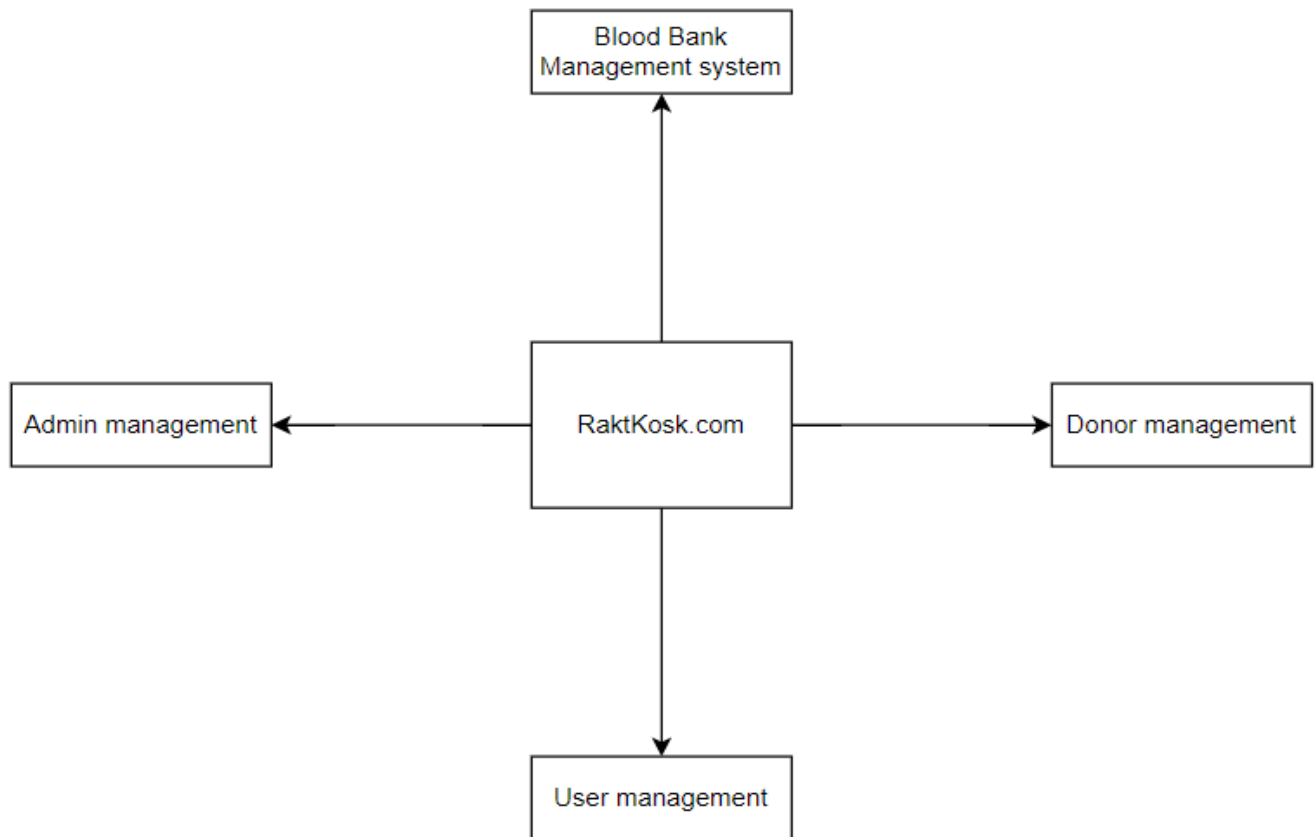 Blood Bank
Management system
Admin management
RaktKosk.com
Donor management
User management